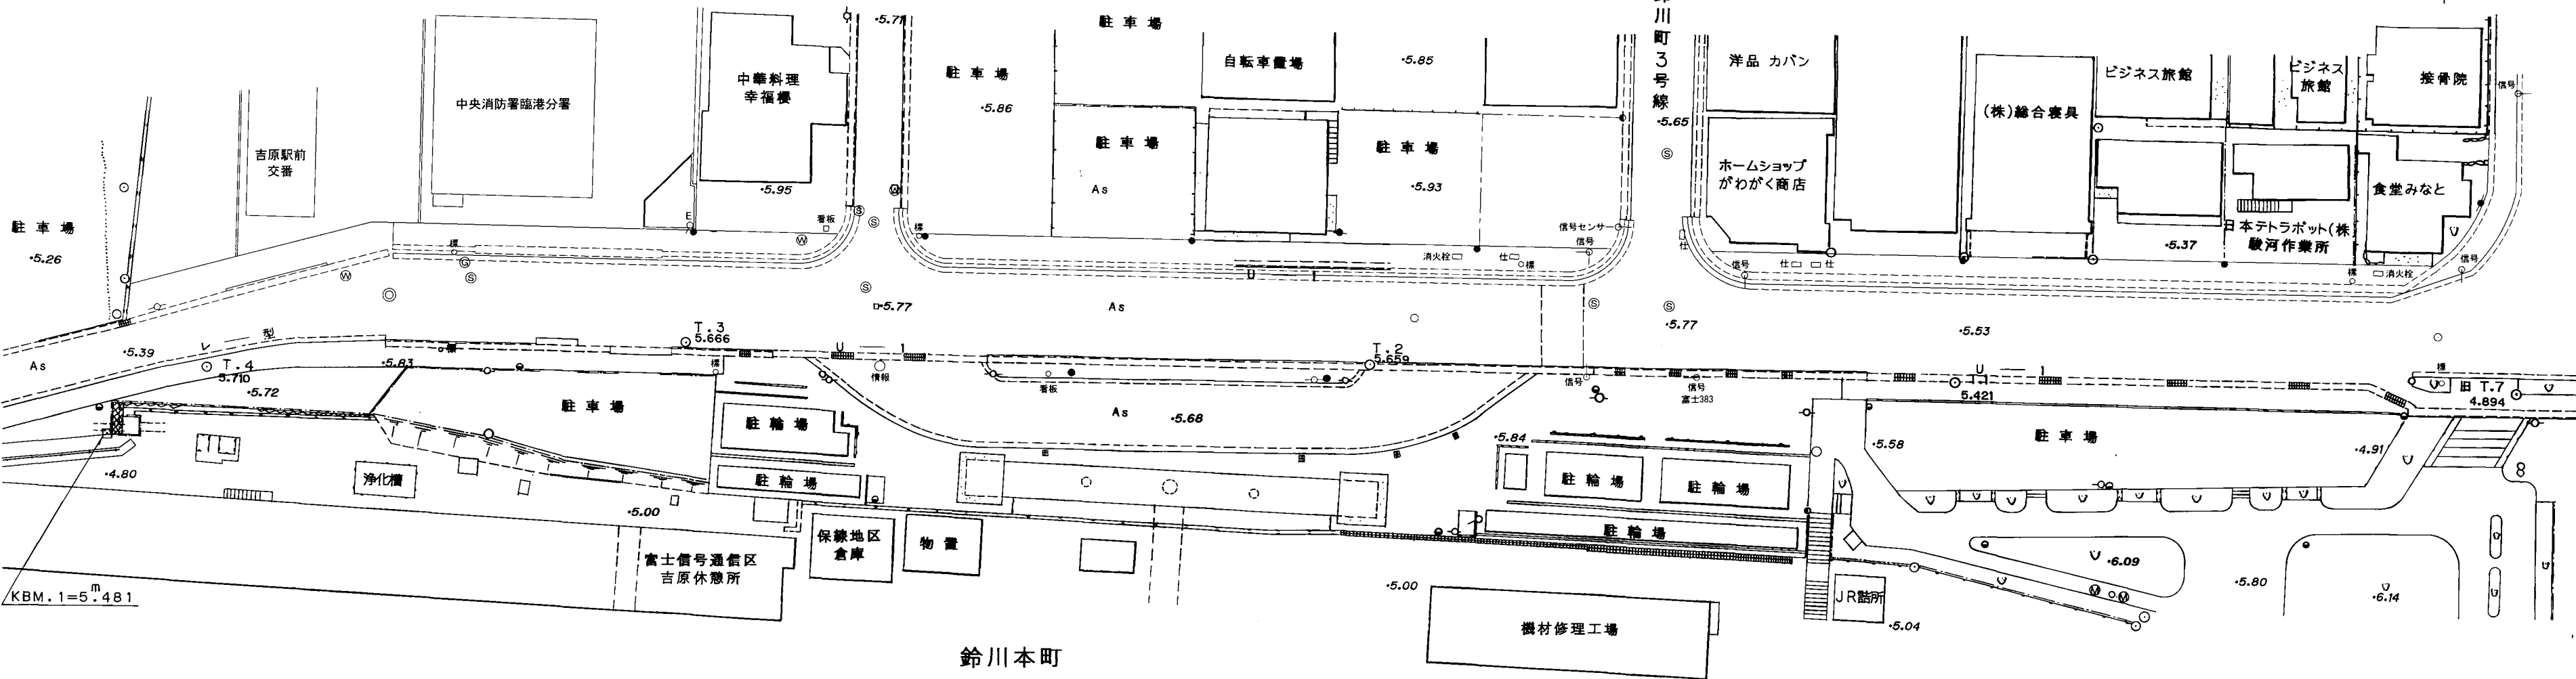 駐車場
・5.26
吉原駅前
交番
中央消防署臨港分署
中華料理
幸福樓
・5.95
看板
E
標
・5.71
駐車場
・5.86
駐車場
駐車場
As
自転車置場
・5.85
駐車場
・5.93
信号センサー
信号
消火栓
仕
標
標
川町3号線
・5.65
洋品 カバン
ホームショップ
がわがく商店
(株)総合寝具
ビジネス旅館
ビジネス
旅館
接骨院
信号
食堂みなと
・5.37
日本テトラポット(株
駿河作業所
仕
信号
仕
仕
標
消火栓
信号
W
G
S
W
W
S
S
S
S
S
S
・5.77
As
U 1
・5.77
・5.53
As
・5.39
レ型
T.4
5.710
・5.72
・5.83
標
T.3
5.666
標
U 1
情報
看板
T.2
5.659
信号
信号
富士383
U 1
T.1
5.421
標
旧 T.7
4.894
駐車場
駐輪場
駐輪場
As
・5.68
・5.84
駐輪場
駐輪場
駐輪場
・5.58
駐車場
・4.91
・4.80
浄化槽
・5.00
富士信号通信区
吉原休憩所
保線地区
倉庫
物置
・5.00
機材修理工場
JR詰所
・5.04
・6.09
M
M
・5.80
・6.14
KBM.1=5.481
m
鈴川本町